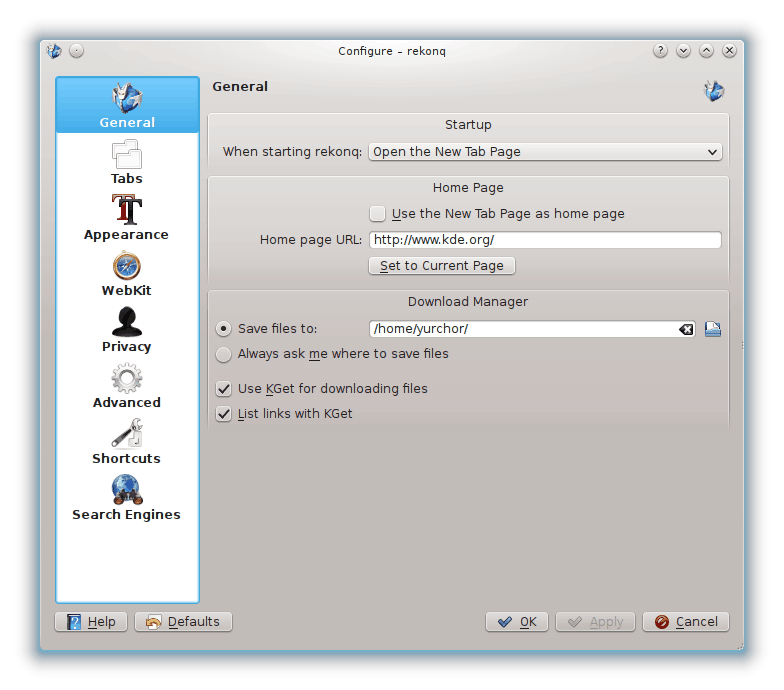 Configure – rekonq
General
Tabs
Appearance
WebKit
Privacy
Advanced
Shortcuts
Search Engines
General
Startup
When starting rekonq: Open the New Tab Page
Home Page
Use the New Tab Page as home page
Home page URL: http://www.kde.org/
Set to Current Page
Download Manager
Save files to: /home/yurchor/
Always ask me where to save files
Use KGet for downloading files
List links with KGet
Help Defaults OK Apply Cancel